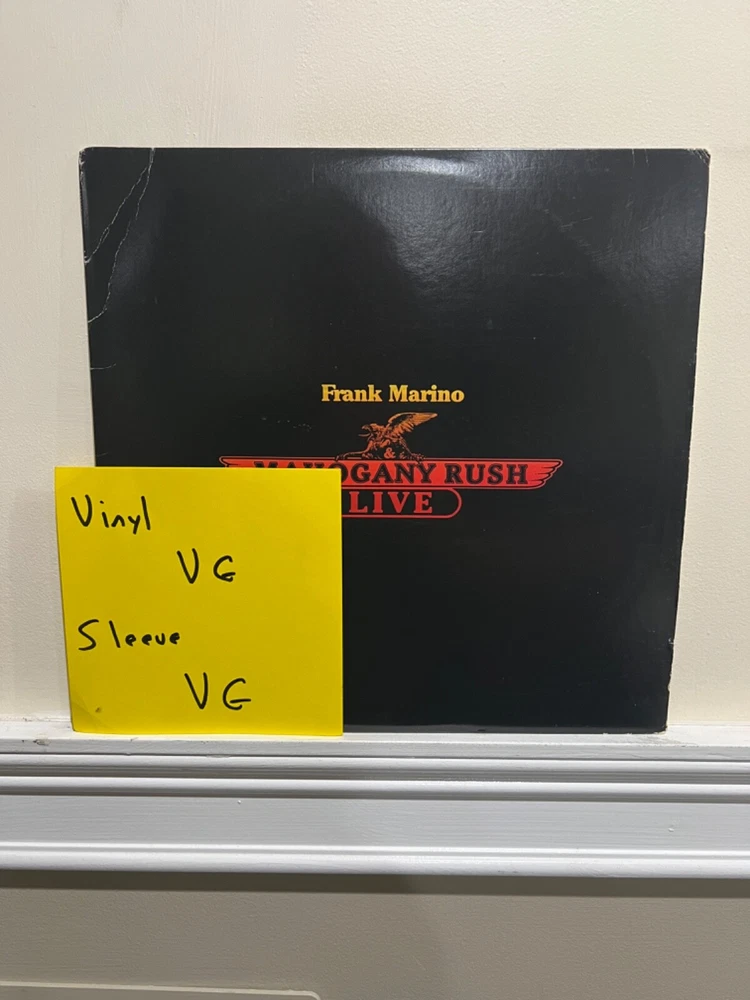 Frank Marino
&
MAHOGANY RUSH
LIVE
Vinyl
VG
Sleeve
VG